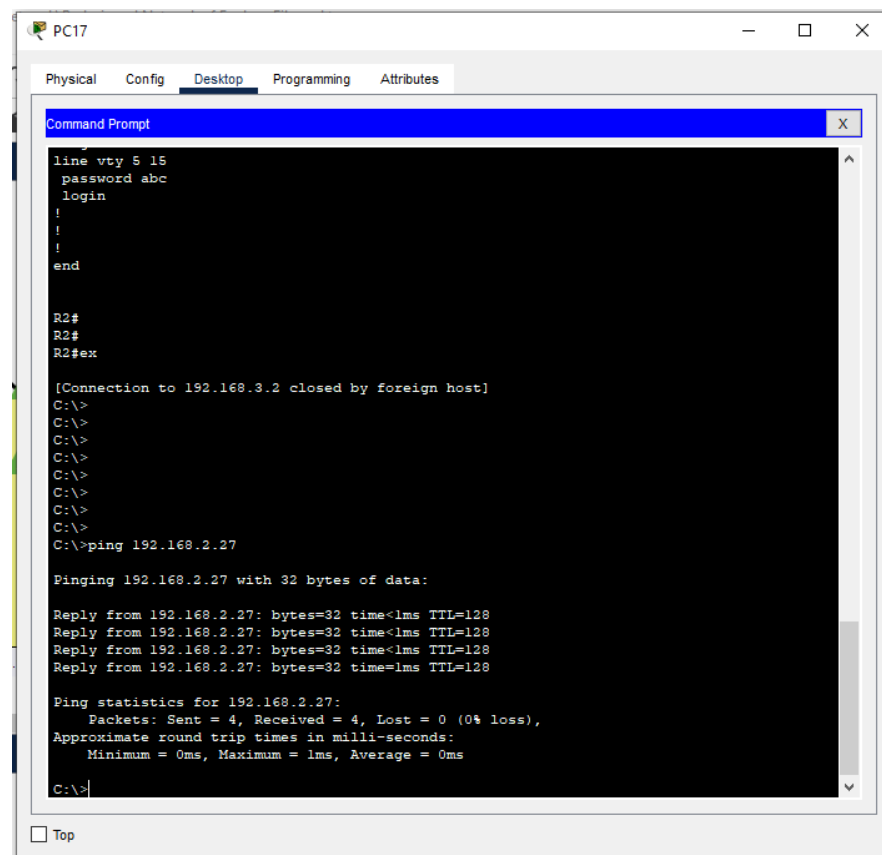 PC17
Physical Config Desktop Programming Attributes
Command Prompt
X
line vty 5 15
password abc
login
!
!
!
end
R2#
R2#
R2#ex
[Connection to 192.168.3.2 closed by foreign host]
C:\>
C:\>
C:\>
C:\>
C:\>
C:\>
C:\>
C:\>
C:\>ping 192.168.2.27
Pinging 192.168.2.27 with 32 bytes of data:
Reply from 192.168.2.27: bytes=32 time<1ms TTL=128
Reply from 192.168.2.27: bytes=32 time<1ms TTL=128
Reply from 192.168.2.27: bytes=32 time<1ms TTL=128
Reply from 192.168.2.27: bytes=32 time=1ms TTL=128
Ping statistics for 192.168.2.27:
Packets: Sent = 4, Received = 4, Lost = 0 (0% loss),
Approximate round trip times in milli-seconds:
Minimum = 0ms, Maximum = 1ms, Average = 0ms
C:\>
Top